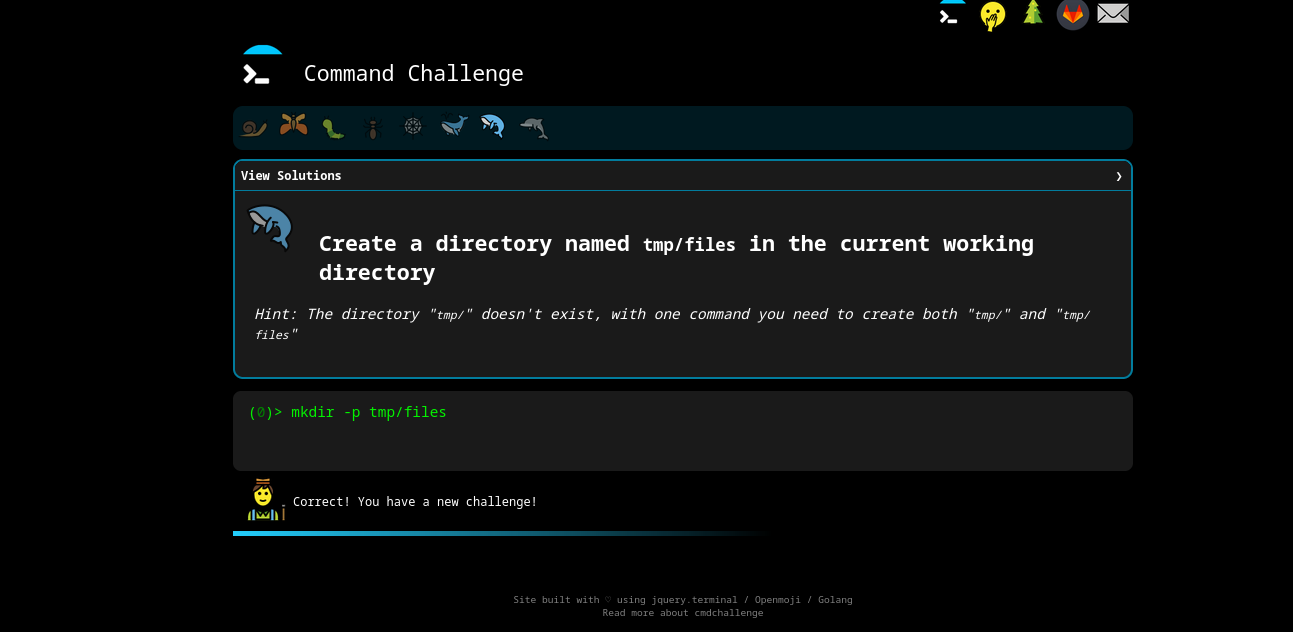 Command Challenge
View Solutions ❯
Create a directory named tmp/files in the current working
directory
Hint: The directory "tmp/" doesn't exist, with one command you need to create both "tmp/" and "tmp/
files"
(0)> mkdir -p tmp/files
Correct! You have a new challenge!
Site built with ♡ using jquery.terminal / Openmoji / Golang
Read more about cmdchallenge